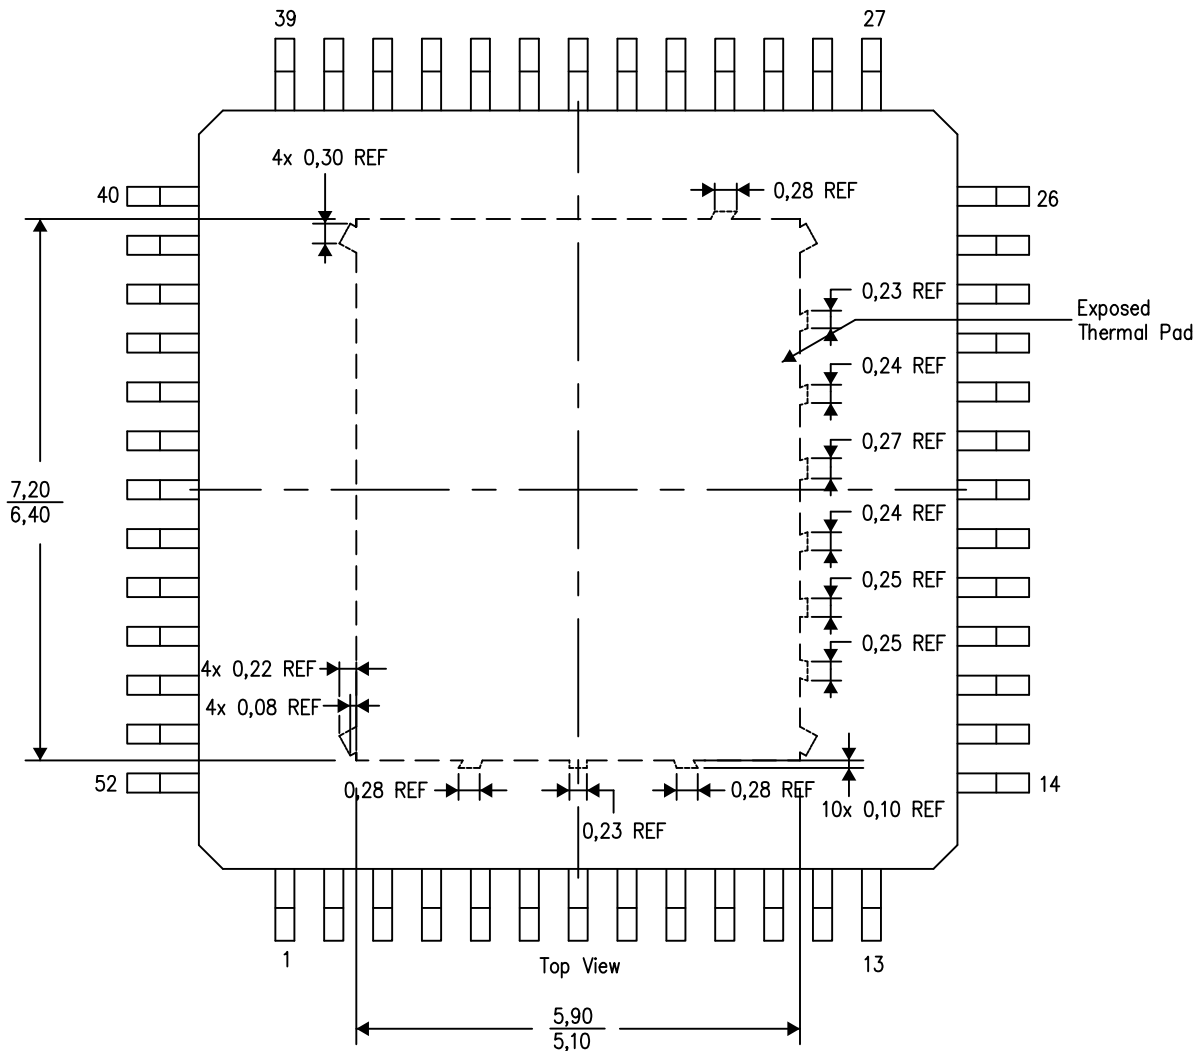 39
27
4x 0,30 REF
40
0,28 REF
26
0,23 REF
Exposed
Thermal Pad
0,24 REF
0,27 REF
7,20
6,40
0,24 REF
0,25 REF
0,25 REF
4x 0,22 REF
4x 0,08 REF
52
0,28 REF
0,28 REF
14
10x 0,10 REF
0,23 REF
1
Top View
13
5,90
5,10